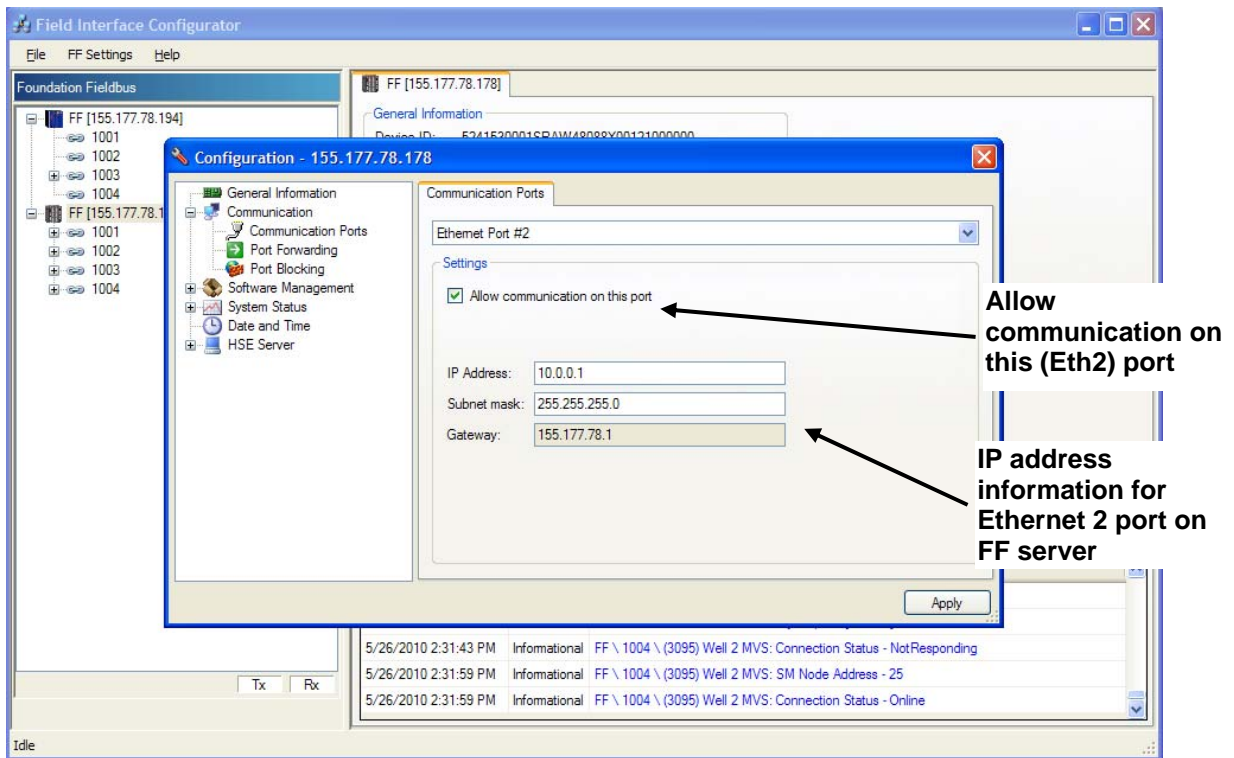 Field Interface Configurator
File FF Settings Help
Foundation Fieldbus
FF [155.177.78.194]
1001
1002
1003
1004
FF [155.177.78.1
1001
1002
1003
1004
Tx Rx
Idle
FF [155.177.78.178]
General Information
Device ID:
Configuration - 155.177.78.178
General Information
Communication
Communication Ports
Port Forwarding
Port Blocking
Software Management
System Status
Date and Time
HSE Server
Communication Ports
Ethernet Port #2
Settings
Allow communication on this port
IP Address: 10.0.0.1
Subnet mask: 255.255.255.0
Gateway: 155.177.78.1
Apply
Allow
communication on
this (Eth2) port
IP address
information for
Ethernet 2 port on
FF server
5/26/2010 2:31:43 PM Informational FF \ 1004 \ (3095) Well 2 MVS: Connection Status - NotResponding
5/26/2010 2:31:59 PM Informational FF \ 1004 \ (3095) Well 2 MVS: SM Node Address - 25
5/26/2010 2:31:59 PM Informational FF \ 1004 \ (3095) Well 2 MVS: Connection Status - Online